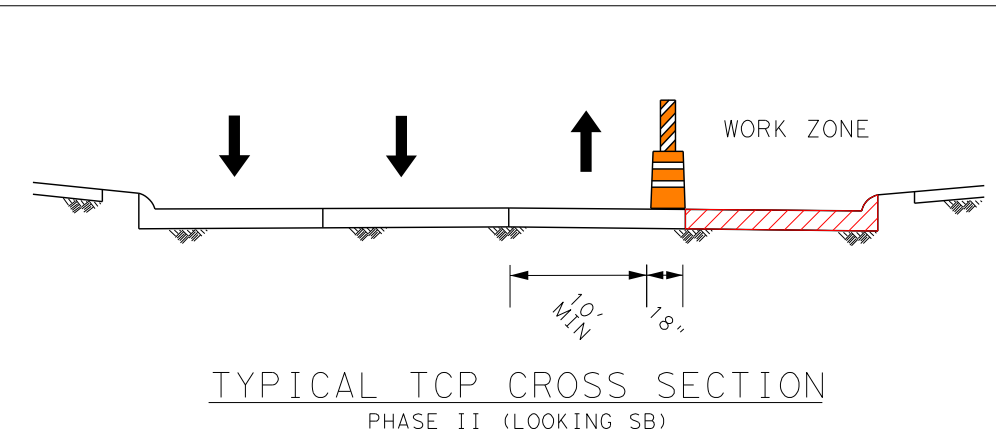 WORK ZONE
10'
MIN
18"
TYPICAL TCP CROSS SECTION
PHASE II (LOOKING SB)